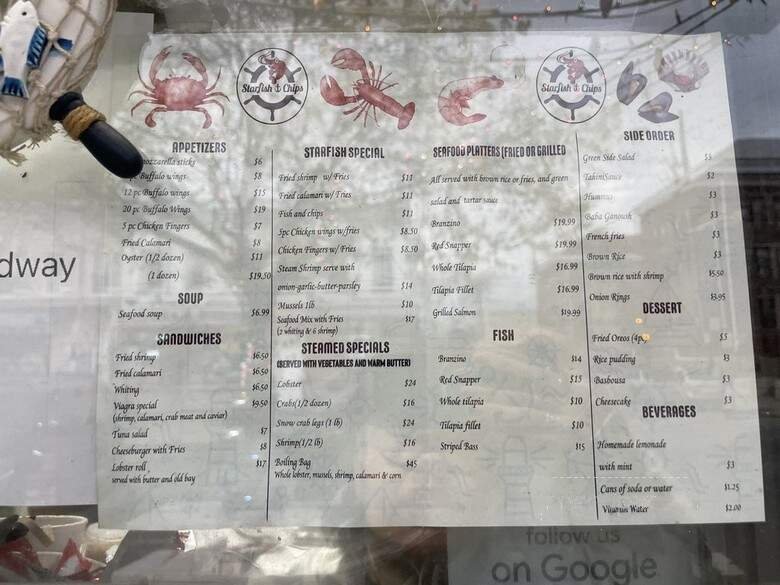 Starfish & Chips
Starfish & Chips
APPETIZERS
mozzarella sticks $6
pc Buffalo wings $8
12 pc Buffalo wings $15
20 pc Buffalo Wings $19
5 pc Chicken Fingers $7
Fried Calamari $8
Oyster (1/2 dozen) $11
(1 dozen) $19.50
SOUP
Seafood soup $6.99
SANDWICHES
Fried shrimp $6.50
Fried calamari $6.50
Whiting $6.50
Viagra special $9.50
(shrimp, calamari, crab meat and caviar)
Tuna salad $7
Cheeseburger with Fries $8
Lobster roll $17
served with butter and old bay
STARFISH SPECIAL
Fried shrimp w/ Fries $11
Fried calamari w/ Fries $11
Fish and chips $11
5pc Chicken wings w/fries $8.50
Chicken Fingers w/ Fries $8.50
Steam Shrimp serve with
onion-garlic-butter-parsley $14
Mussels 1lb $10
Seafood Mix with Fries $17
(2 whiting & 6 shrimp)
STEAMED SPECIALS
(SERVED WITH VEGETABLES AND WARM BUTTER)
Lobster $24
Crabs(1/2 dozen) $16
Snow crab legs (1 lb) $24
Shrimp(1/2 lb) $16
Boiling Bag $45
Whole lobster, mussels, shrimp, calamari & corn
SEAFOOD PLATTERS (FRIED OR GRILLED
All served with brown rice or fries, and green
salad and tartar sauce
Branzino $19.99
Red Snapper $19.99
Whole Tilapia $16.99
Tilapia Fillet $16.99
Grilled Salmon $19.99
FISH
Branzino $14
Red Snapper $15
Whole tilapia $10
Tilapia fillet $10
Striped Bass $15
SIDE ORDER
Green Side Salad $5
TahiniSauce $2
Hummus $3
Baba Ganoush $3
French fries $3
Brown Rice $3
Brown rice with shrimp $5.50
Onion Rings $3.95
DESSERT
Fried Oreos (4pc) $5
Rice pudding $3
Basbousa $3
Cheesecake $3
BEVERAGES
Homemade lemonade
with mint $3
Cans of soda or water $1.25
Vitamin Water $2.00
dway
follow us
on Google